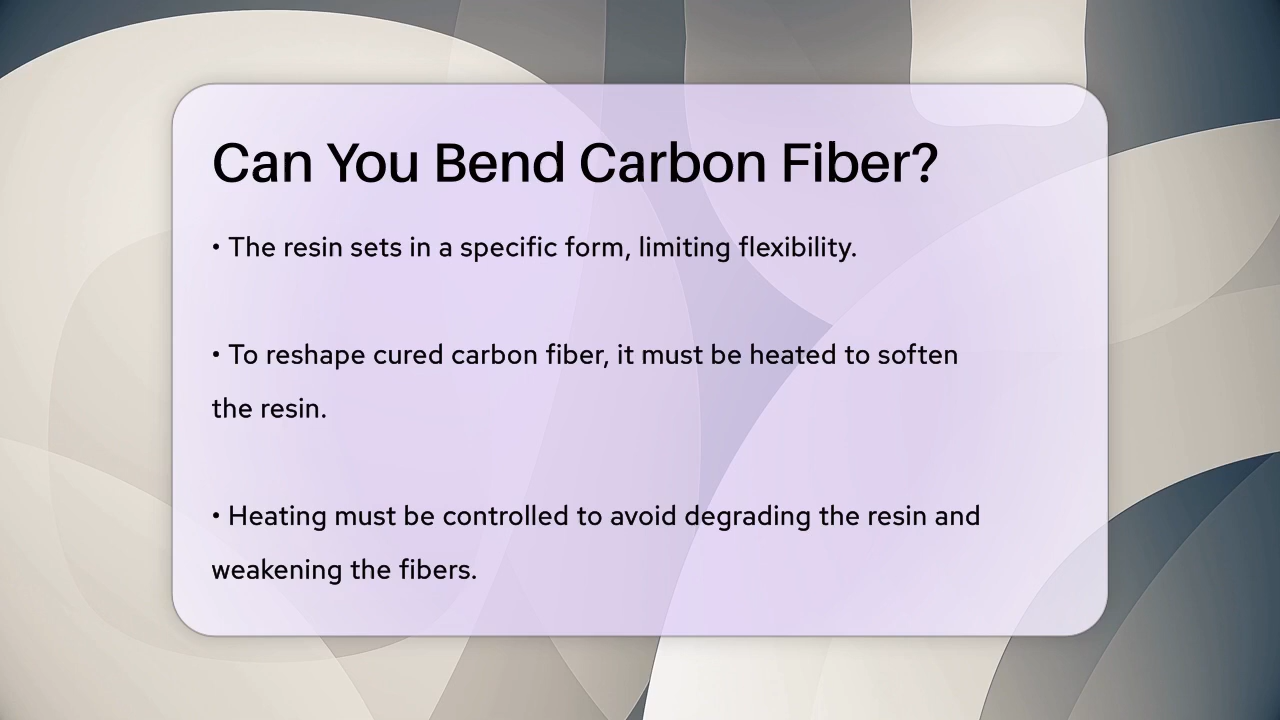 Can You Bend Carbon Fiber?
• The resin sets in a specific form, limiting flexibility.
• To reshape cured carbon fiber, it must be heated to soften
the resin.
• Heating must be controlled to avoid degrading the resin and
weakening the fibers.